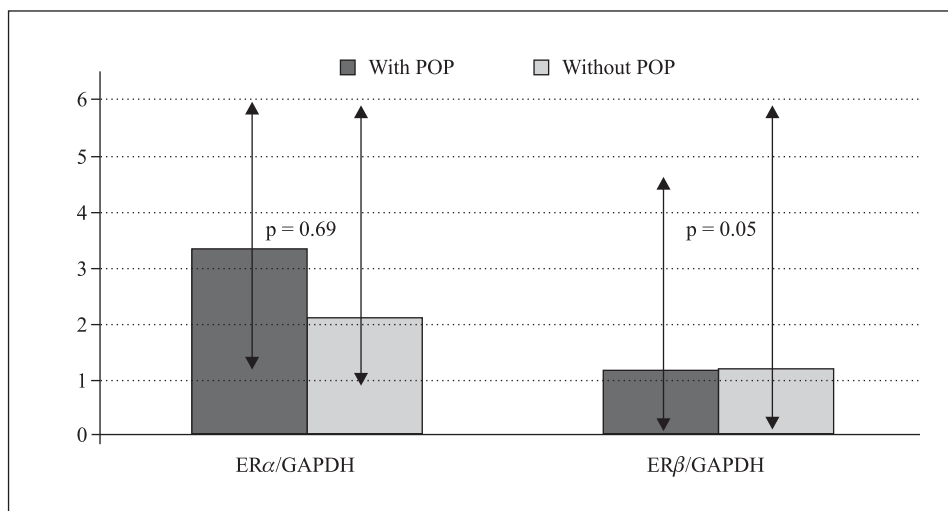 With POP Without POP
6
5
4
p = 0.69 p = 0.05
3
2
1
0
ERα/GAPDH ERβ/GAPDH